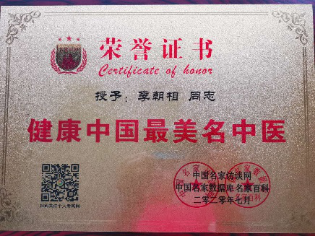 荣誉证书
Certificate of honor
授予：
朝相 同志
健康中国最美名中医
中国名家访谈网
中国名家数据库名家百科
二零二零年七月